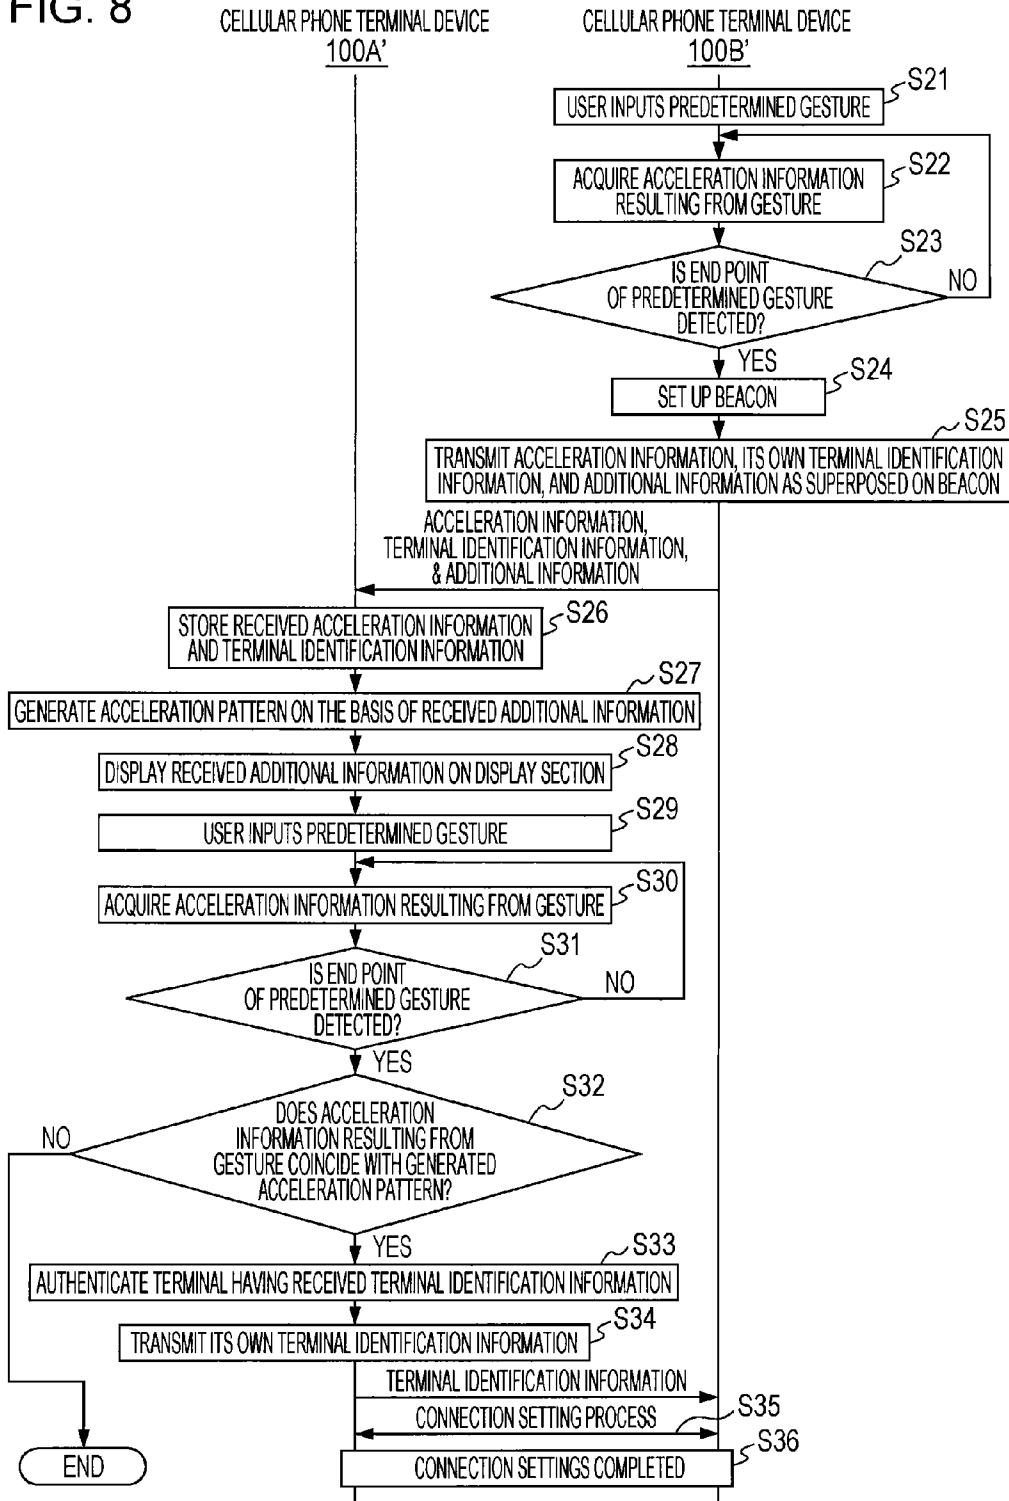 FIG. 8
CELLULAR PHONE TERMINAL DEVICE
100A'
CELLULAR PHONE TERMINAL DEVICE
100B'
S21
USER INPUTS PREDETERMINED GESTURE
S22
ACQUIRE ACCELERATION INFORMATION
RESULTING FROM GESTURE
S23
IS END POINT
OF PREDETERMINED GESTURE
DETECTED?
NO
YES
S24
SET UP BEACON
S25
TRANSMIT ACCELERATION INFORMATION, ITS OWN TERMINAL IDENTIFICATION
INFORMATION, AND ADDITIONAL INFORMATION AS SUPERPOSED ON BEACON
ACCELERATION INFORMATION,
TERMINAL IDENTIFICATION INFORMATION,
& ADDITIONAL INFORMATION
S26
STORE RECEIVED ACCELERATION INFORMATION
AND TERMINAL IDENTIFICATION INFORMATION
S27
GENERATE ACCELERATION PATTERN ON THE BASIS OF RECEIVED ADDITIONAL INFORMATION
S28
DISPLAY RECEIVED ADDITIONAL INFORMATION ON DISPLAY SECTION
S29
USER INPUTS PREDETERMINED GESTURE
S30
ACQUIRE ACCELERATION INFORMATION RESULTING FROM GESTURE
S31
IS END POINT
OF PREDETERMINED GESTURE
DETECTED?
NO
YES
S32
DOES ACCELERATION
INFORMATION RESULTING FROM
GESTURE COINCIDE WITH GENERATED
ACCELERATION PATTERN?
NO
YES
S33
AUTHENTICATE TERMINAL HAVING RECEIVED TERMINAL IDENTIFICATION INFORMATION
S34
TRANSMIT ITS OWN TERMINAL IDENTIFICATION INFORMATION
TERMINAL IDENTIFICATION INFORMATION
CONNECTION SETTING PROCESS
S35
S36
CONNECTION SETTINGS COMPLETED
END